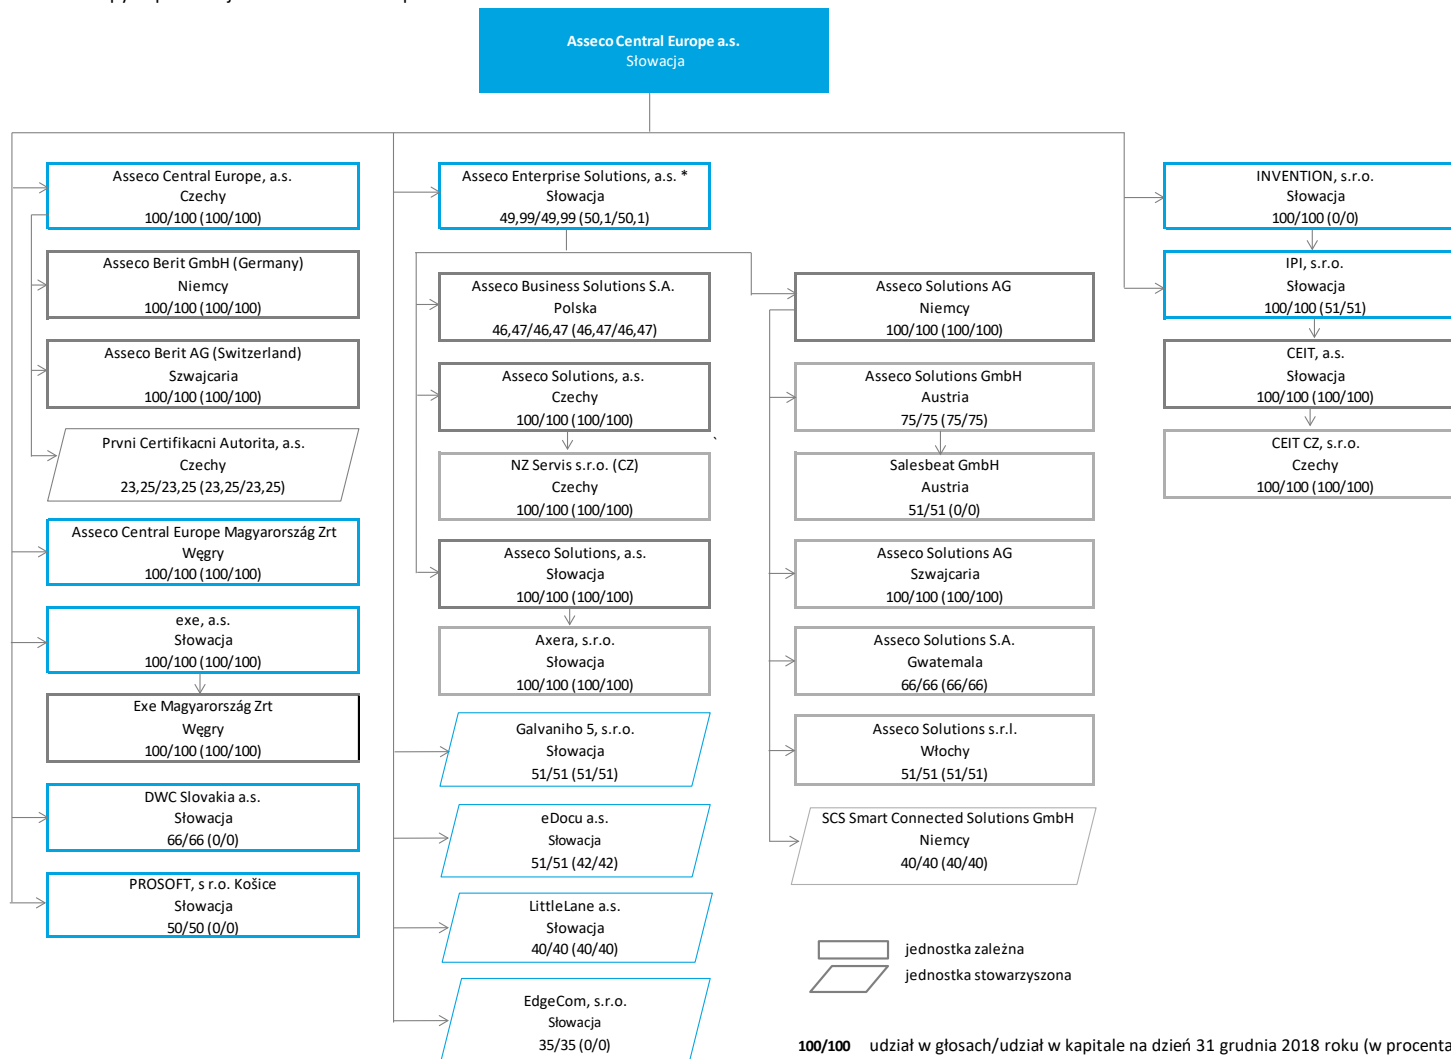 Asseco Central Europe a.s.
Słowacja
Asseco Central Europe, a.s.
Czechy
100/100 (100/100)
Asseco Berit GmbH (Germany)
Niemcy
100/100 (100/100)
Asseco Berit AG (Switzerland)
Szwajcaria
100/100 (100/100)
Prvni Certifikacni Autorita, a.s.
Czechy
23,25/23,25 (23,25/23,25)
Asseco Central Europe Magyarország Zrt
Węgry
100/100 (100/100)
exe, a.s.
Słowacja
100/100 (100/100)
Exe Magyarország Zrt
Węgry
100/100 (100/100)
DWC Slovakia a.s.
Słowacja
66/66 (0/0)
PROSOFT, s r.o. Košice
Słowacja
50/50 (0/0)
Asseco Enterprise Solutions, a.s. *
Słowacja
49,99/49,99 (50,1/50,1)
Asseco Business Solutions S.A.
Polska
46,47/46,47 (46,47/46,47)
Asseco Solutions, a.s.
Czechy
100/100 (100/100)
NZ Servis s.r.o. (CZ)
Czechy
100/100 (100/100)
Asseco Solutions, a.s.
Słowacja
100/100 (100/100)
Axera, s.r.o.
Słowacja
100/100 (100/100)
Galvaniho 5, s.r.o.
Słowacja
51/51 (51/51)
eDocu a.s.
Słowacja
51/51 (42/42)
LittleLane a.s.
Słowacja
40/40 (40/40)
EdgeCom, s.r.o.
Słowacja
35/35 (0/0)
Asseco Solutions AG
Niemcy
100/100 (100/100)
Asseco Solutions GmbH
Austria
75/75 (75/75)
Salesbeat GmbH
Austria
51/51 (0/0)
Asseco Solutions AG
Szwajcaria
100/100 (100/100)
Asseco Solutions S.A.
Gwatemala
66/66 (66/66)
Asseco Solutions s.r.l.
Włochy
51/51 (51/51)
SCS Smart Connected Solutions GmbH
Niemcy
40/40 (40/40)
INVENTION, s.r.o.
Słowacja
100/100 (0/0)
IPI, s.r.o.
Słowacja
100/100 (51/51)
CEIT, a.s.
Słowacja
100/100 (100/100)
CEIT CZ, s.r.o.
Czechy
100/100 (100/100)
jednostka zależna
jednostka stowarzyszona
100/100 udział w głosach/udział w kapitale na dzień 31 grudnia 2018 roku (w procenta